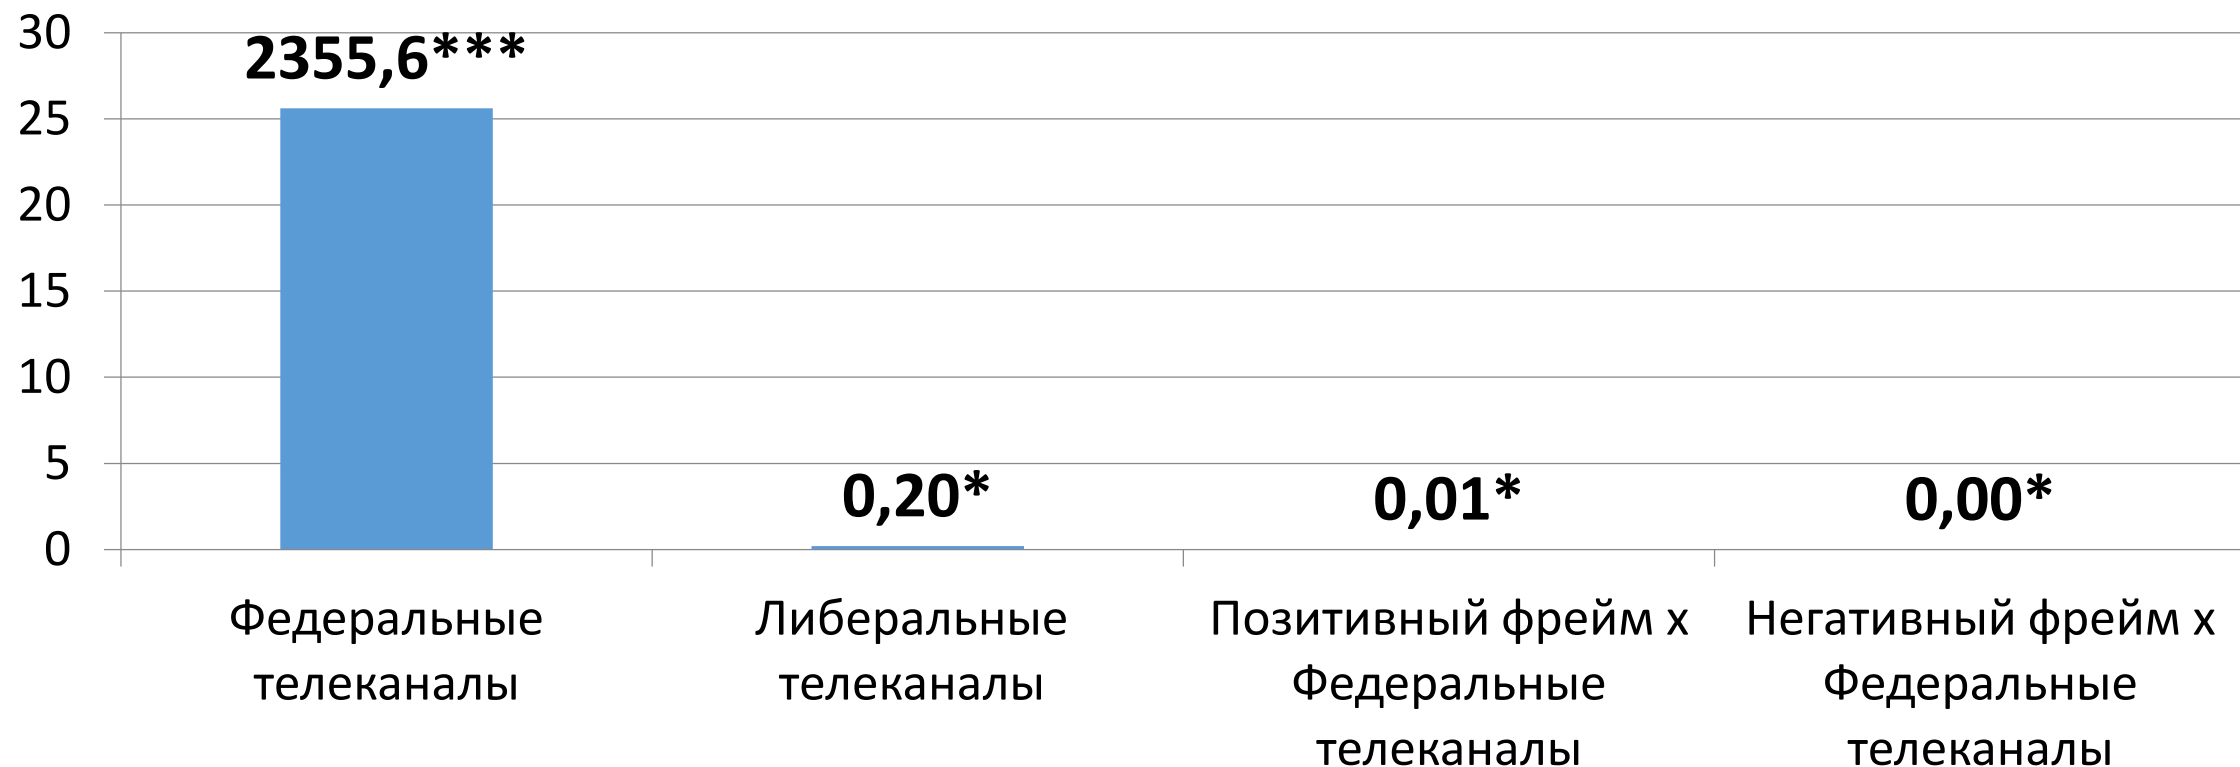 30
2355,6***
25
20
15
10
5
0,20*
0,01*
0,00*
0
Федеральные
телеканалы
Либеральные
телеканалы
Позитивный фрейм х
Федеральные
телеканалы
Негативный фрейм х
Федеральные
телеканалы